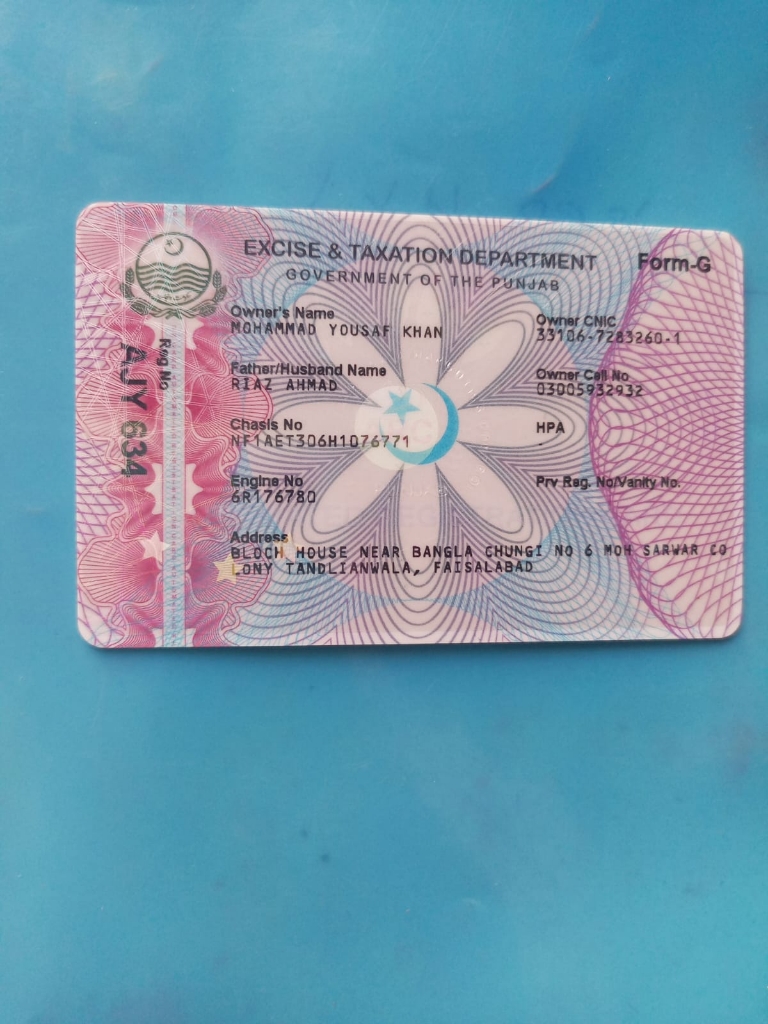 EXCISE & TAXATION DEPARTMENT
Form-G
GOVERNMENT OF THE PUNJAB
Reg No
AJY 634
Owner's Name
MOHAMMAD YOUSAF KHAN
Owner CNIC
33106-7283260-1
Father/Husband Name
RIAZ AHMAD
Owner Cell No
03005932932
Chasis No
NF1AET306H1076771
HPA
-
Engine No
6R176780
Prv Reg. No/Vanity No.
Address
BLOCH HOUSE NEAR BANGLA CHUNGI NO 6 MOH SARWAR CO
LONY TANDLIANWALA, FAISALABAD